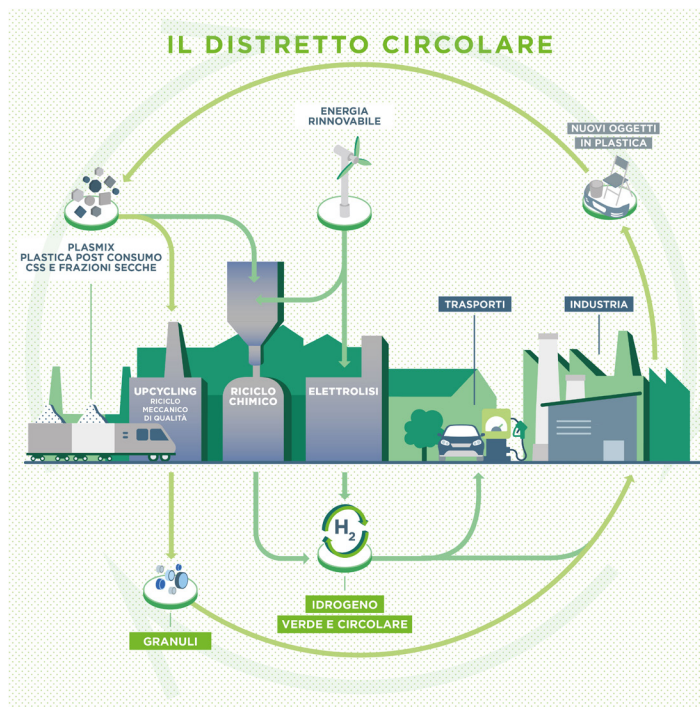 IL DISTRETTO CIRCOLARE
ENERGIA
RINNOVABILE
NUOVI OGGETTI
IN PLASTICA
PLASMIX
PLASTICA POST CONSUMO
CSS E FRAZIONI SECCHE
TRASPORTI
INDUSTRIA
UPCYCLING
RICICLO
MECCANICO
DI QUALITÀ
RICICLO
CHIMICO
ELETTROLISI
H2
IDROGENO
VERDE E CIRCOLARE
GRANULI